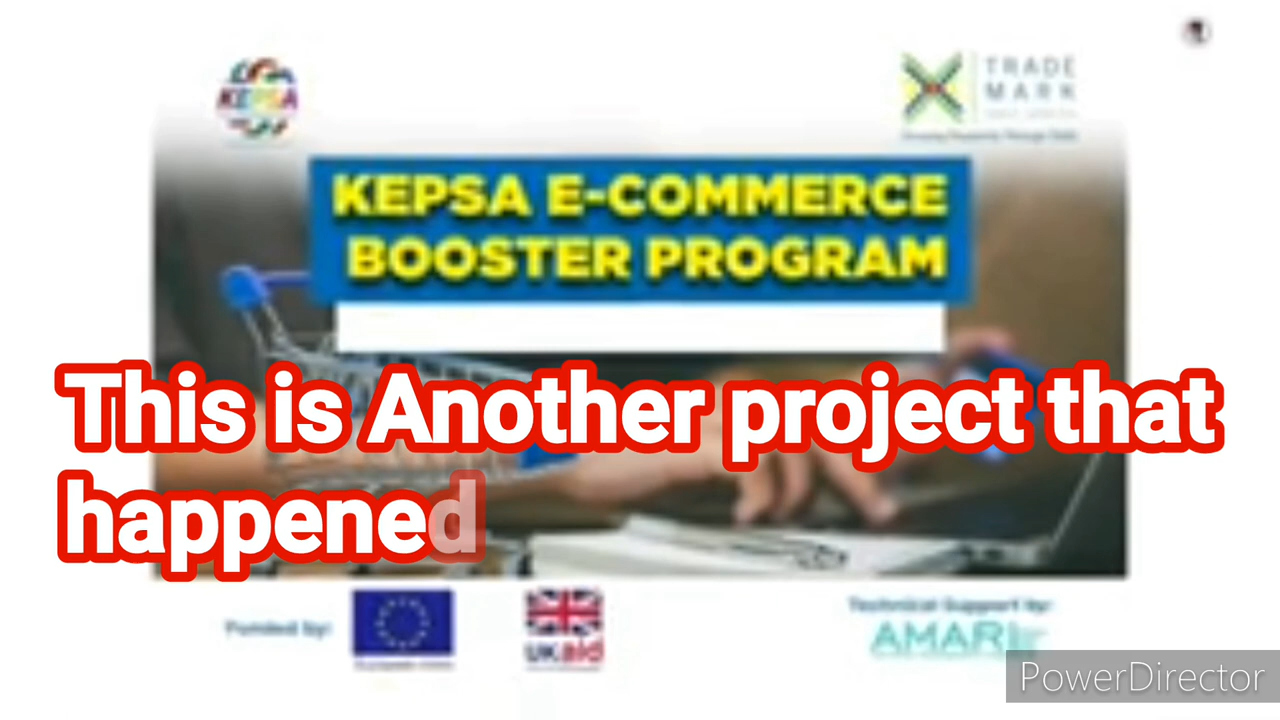 KEPSA
TRADE
MARK
KEPSA E-COMMERCE
BOOSTER PROGRAM
This is Another project that
happened
Funded by:
UKaid
Technical Support by:
AMARI
PowerDirector